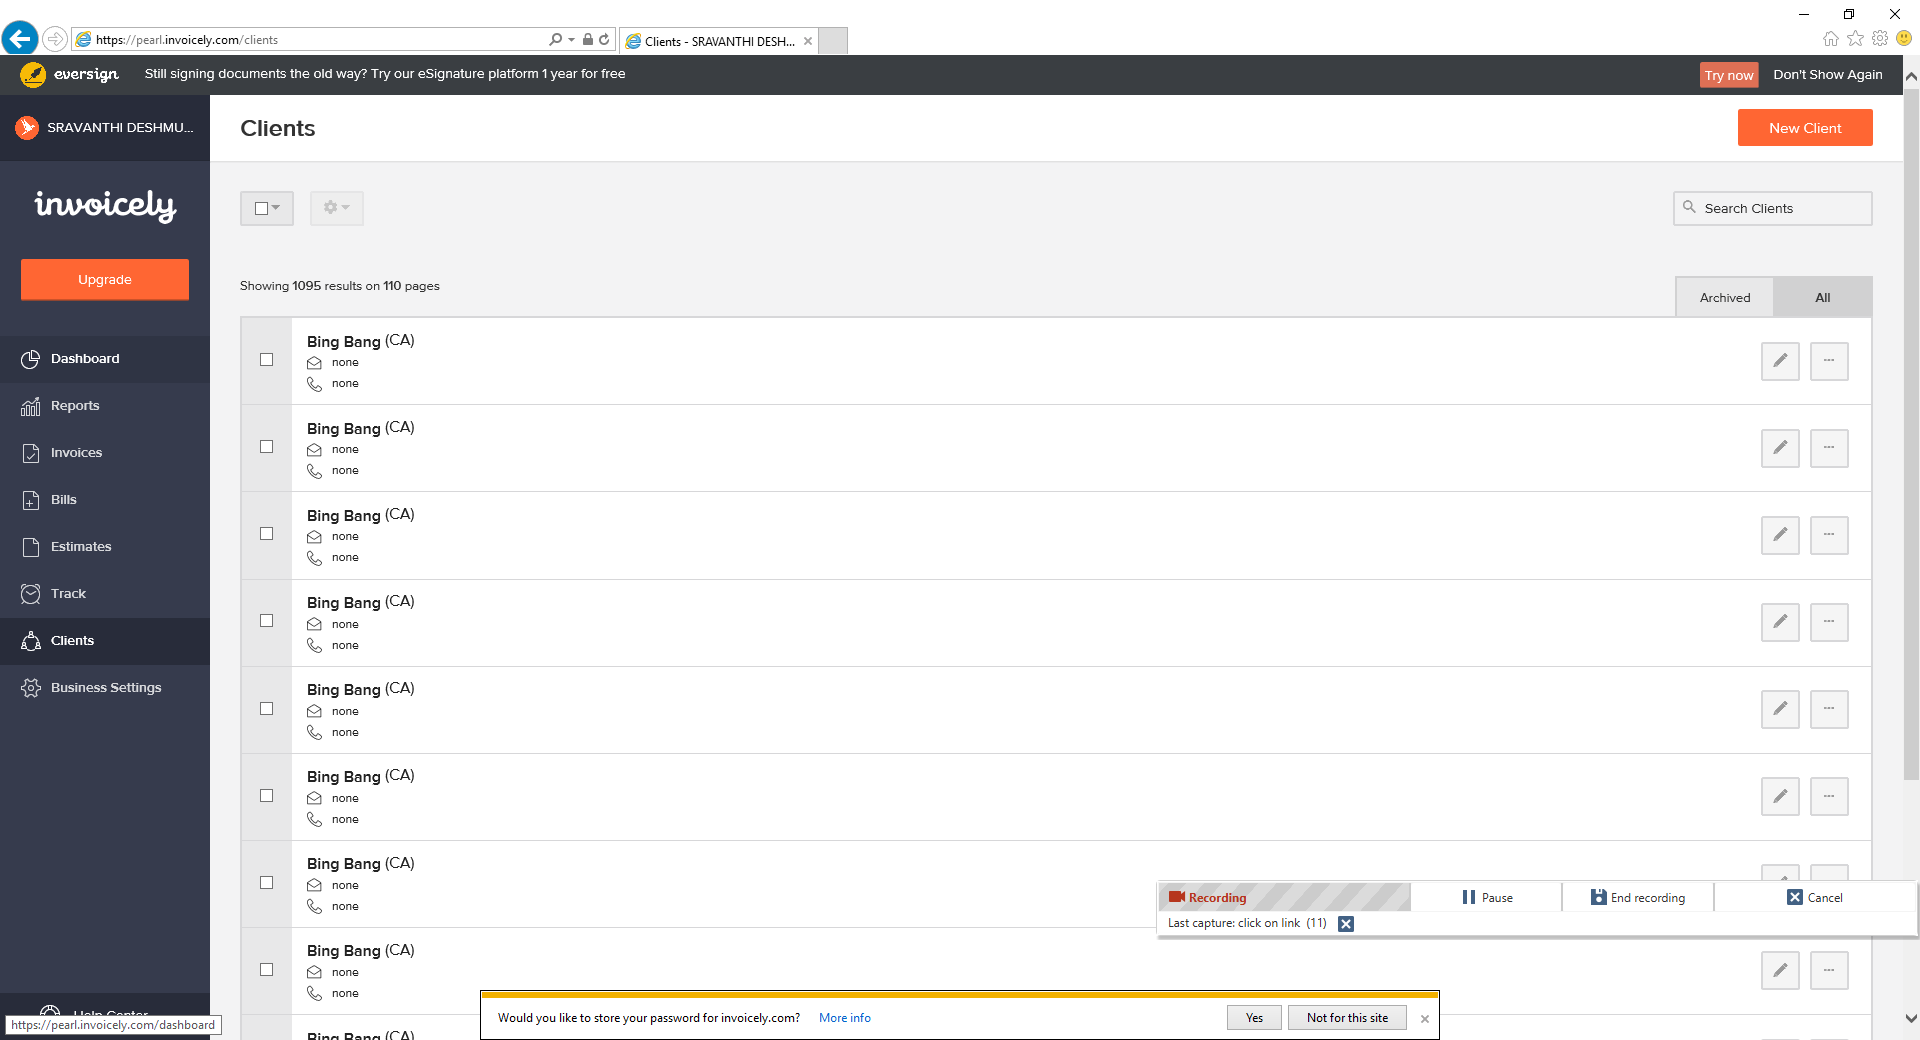 https://pearl.invoicely.com/clients
Clients - SRAVANTHI DESH...
eversign
Still signing documents the old way? Try our eSignature platform 1 year for free
Try now
Don't Show Again
SRAVANTHI DESHMU...
Clients
New Client
invoicely
Search Clients
Upgrade
Showing 1095 results on 110 pages
Archived
All
Dashboard
Reports
Invoices
Bills
Estimates
Track
Clients
Business Settings
Help Center
Bing Bang (CA)
none
none
Bing Bang (CA)
none
none
Bing Bang (CA)
none
none
Bing Bang (CA)
none
none
Bing Bang (CA)
none
none
Bing Bang (CA)
none
none
Bing Bang (CA)
none
none
Bing Bang (CA)
none
none
Bing Bang (CA)
Recording
Pause
End recording
Cancel
Last capture: click on link (11)
Would you like to store your password for invoicely.com?
More info
Yes
Not for this site
https://pearl.invoicely.com/dashboard